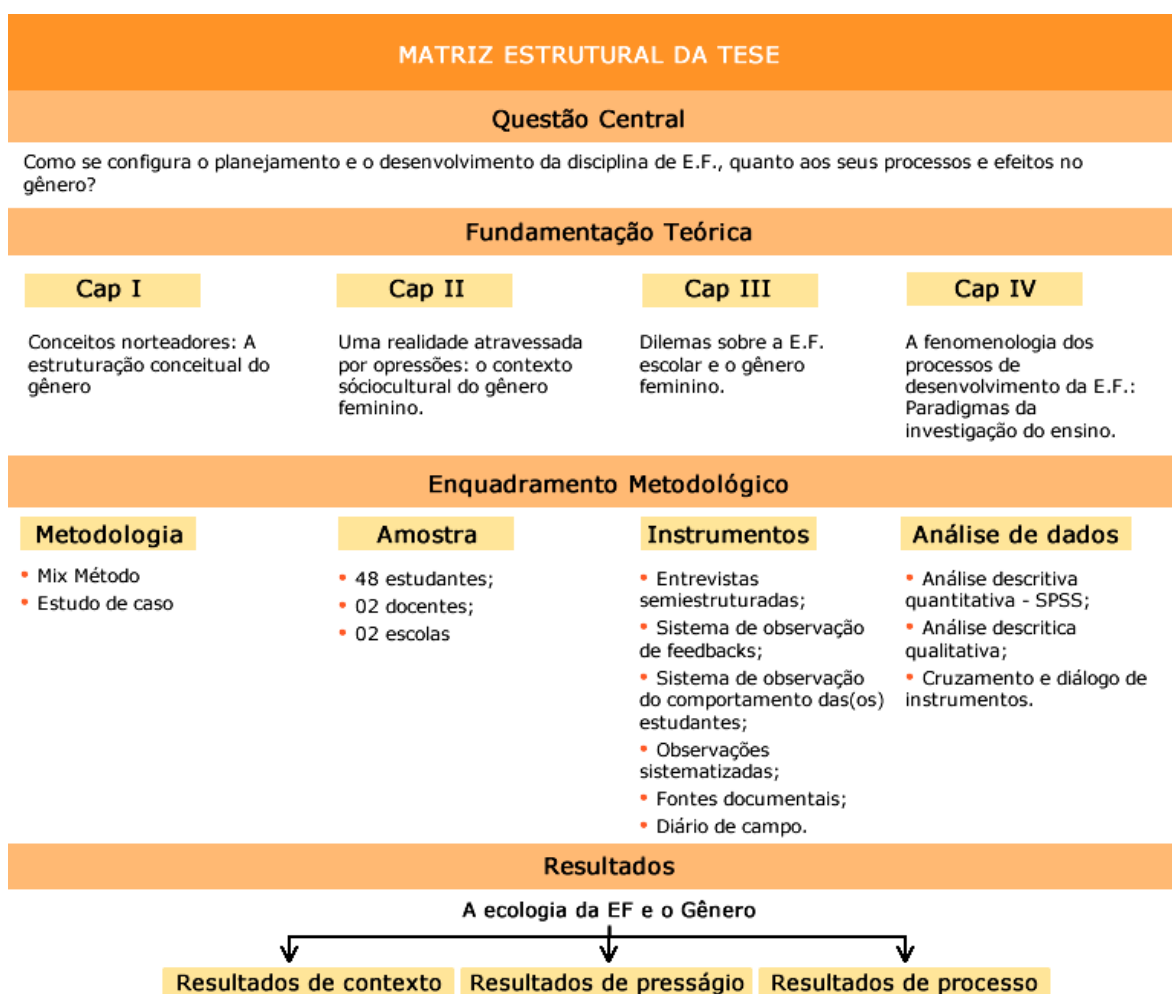 MATRIZ ESTRUTURAL DA TESE
Questão Central
Como se configura o planejamento e o desenvolvimento da disciplina de E.F., quanto aos seus processos e efeitos no
gênero?
Fundamentação Teórica
Cap I
Conceitos norteadores: A
estruturação conceitual do
gênero
Cap II
Uma realidade atravessada
por opressões: o contexto
sóciocultural do gênero
feminino.
Cap III
Dilemas sobre a E.F.
escolar e o gênero
feminino.
Cap IV
A fenomenologia dos
processos de
desenvolvimento da E.F.:
Paradigmas da
investigação do ensino.
Enquadramento Metodológico
Metodologia
• Mix Método
• Estudo de caso
Amostra
• 48 estudantes;
• 02 docentes;
• 02 escolas
Instrumentos
• Entrevistas
semiestruturadas;
• Sistema de observação
de feedbacks;
• Sistema de observação
do comportamento das(os)
estudantes;
• Observações
sistematizadas;
• Fontes documentais;
• Diário de campo.
Análise de dados
• Análise descritiva
quantitativa - SPSS;
• Análise descritica
qualitativa;
• Cruzamento e diálogo de
instrumentos.
Resultados
A ecologia da EF e o Gênero
Resultados de contexto
Resultados de presságio
Resultados de processo